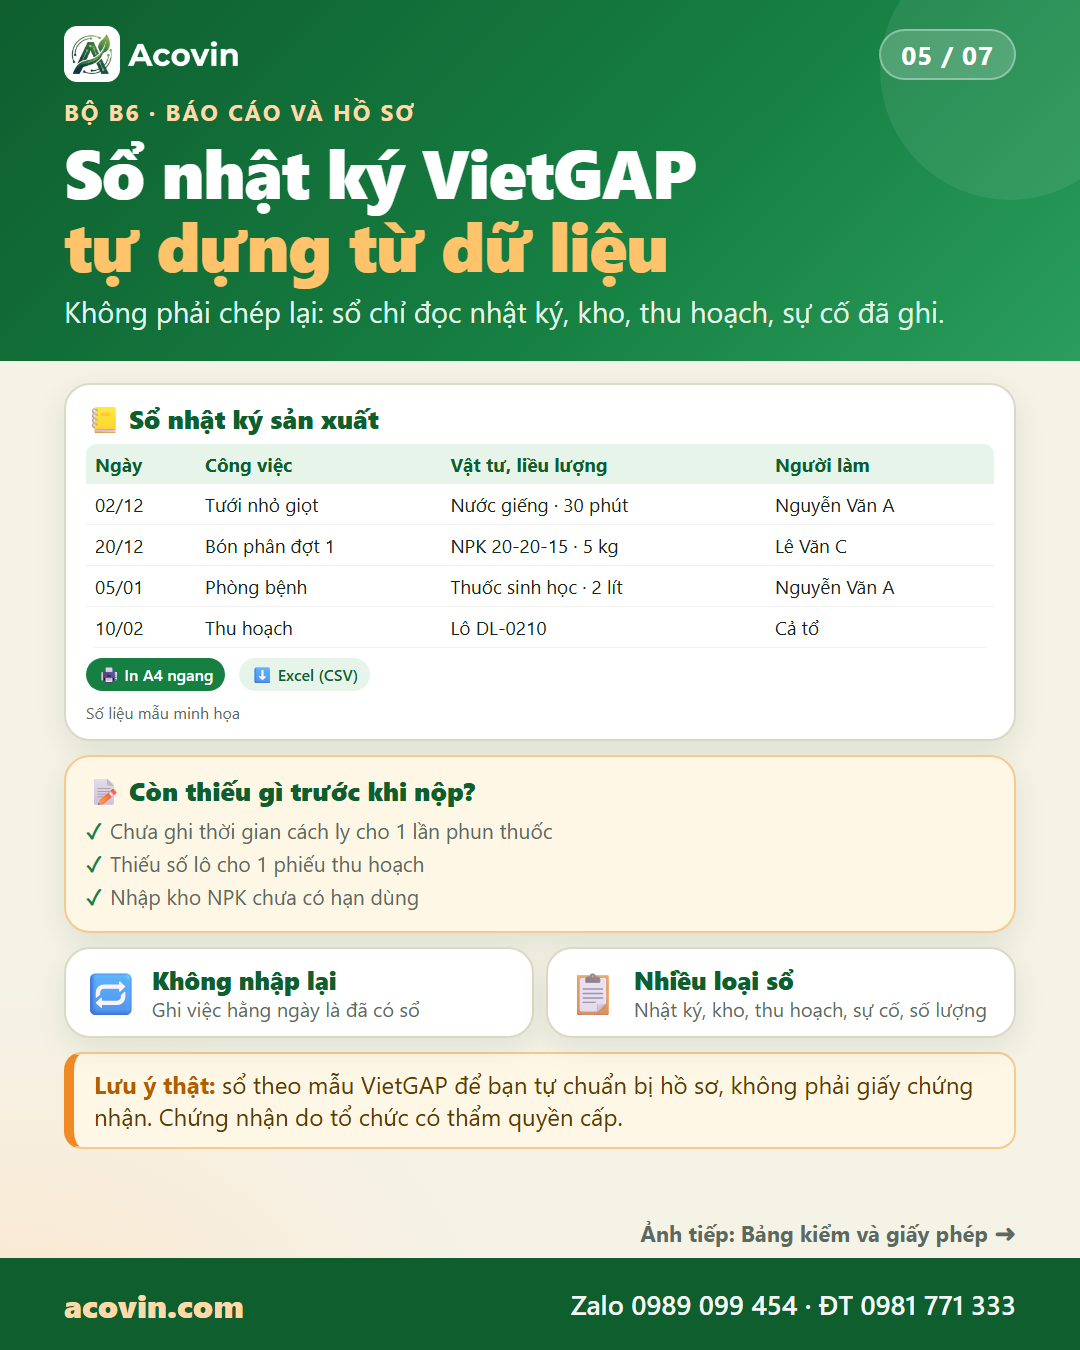 Acovin
05 / 07
BỘ B6 · BÁO CÁO VÀ HỒ SƠ
Sổ nhật ký VietGAP
tự dựng từ dữ liệu
Không phải chép lại: sổ chỉ đọc nhật ký, kho, thu hoạch, sự cố đã ghi.
Sổ nhật ký sản xuất
Ngày Công việc Vật tư, liều lượng Người làm
02/12 Tưới nhỏ giọt Nước giếng · 30 phút Nguyễn Văn A
20/12 Bón phân đợt 1 NPK 20-20-15 · 5 kg Lê Văn C
05/01 Phòng bệnh Thuốc sinh học · 2 lít Nguyễn Văn A
10/02 Thu hoạch Lô DL-0210 Cả tổ
In A4 ngang Excel (CSV)
Số liệu mẫu minh họa
Còn thiếu gì trước khi nộp?
✓ Chưa ghi thời gian cách ly cho 1 lần phun thuốc
✓ Thiếu số lô cho 1 phiếu thu hoạch
✓ Nhập kho NPK chưa có hạn dùng
Không nhập lại
Ghi việc hằng ngày là đã có sổ
Nhiều loại sổ
Nhật ký, kho, thu hoạch, sự cố, số lượng
Lưu ý thật: sổ theo mẫu VietGAP để bạn tự chuẩn bị hồ sơ, không phải giấy chứng
nhận. Chứng nhận do tổ chức có thẩm quyền cấp.
Ảnh tiếp: Bảng kiểm và giấy phép →
acovin.com
Zalo 0989 099 454 · ĐT 0981 771 333